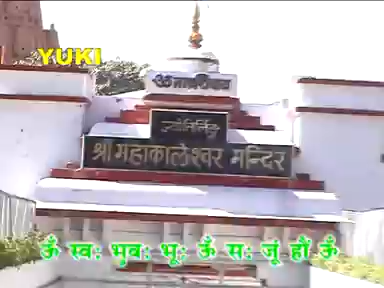 YUKI
ज्योतिर्लिंग
श्री महाकालेश्वर मन्दिर
ॐ स्वः भुवः भूः ॐ सः जूं हौं ॐ